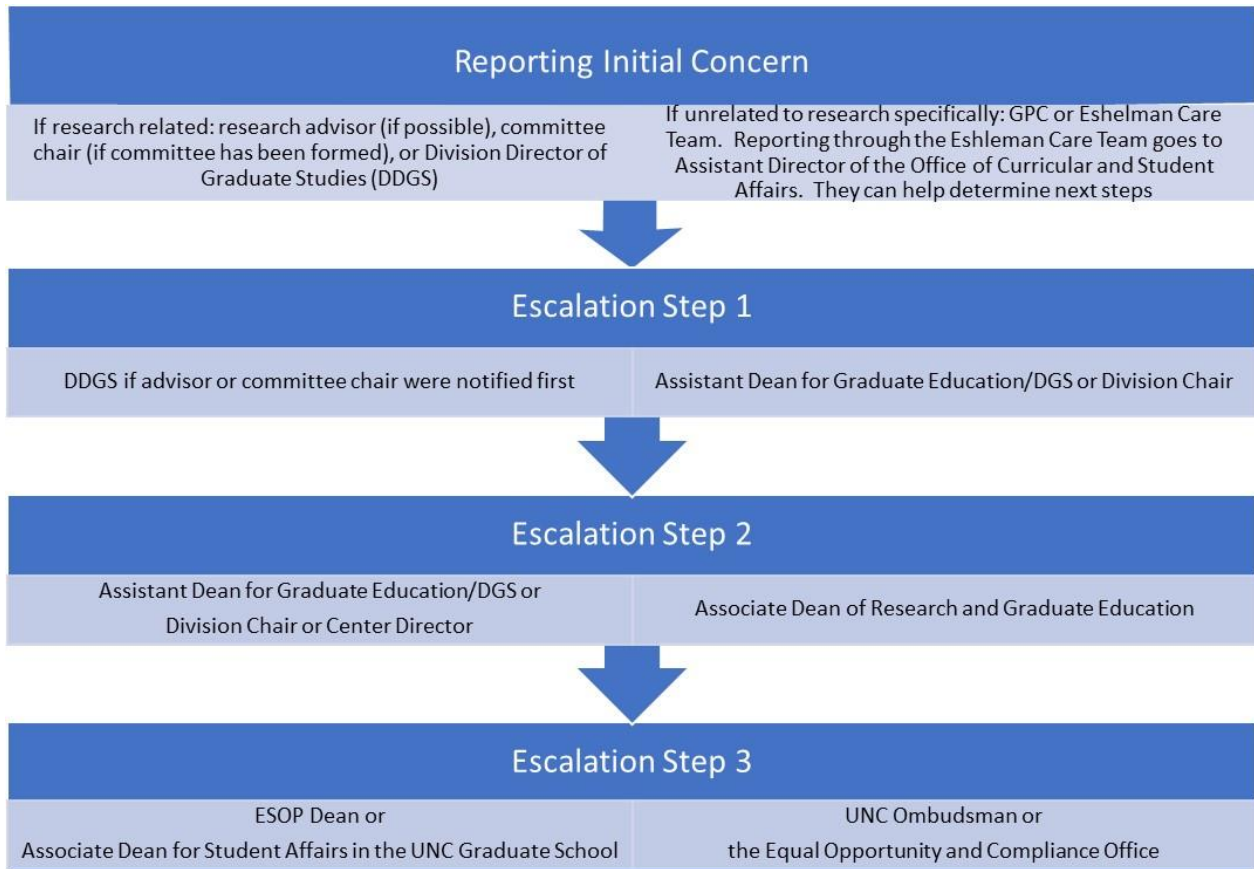 Reporting Initial Concern
If research related: research advisor (if possible), committee
chair (if committee has been formed), or Division Director of
Graduate Studies (DDGS)
If unrelated to research specifically: GPC or Eshelman Care
Team.  Reporting through the Eshleman Care Team goes to
Assistant Director of the Office of Curricular and Student
Affairs.  They can help determine next steps
Escalation Step 1
DDGS if advisor or committee chair were notified first
Assistant Dean for Graduate Education/DGS or Division Chair
Escalation Step 2
Assistant Dean for Graduate Education/DGS or
Division Chair or Center Director
Associate Dean of Research and Graduate Education
Escalation Step 3
ESOP Dean or
Associate Dean for Student Affairs in the UNC Graduate School
UNC Ombudsman or
the Equal Opportunity and Compliance Office